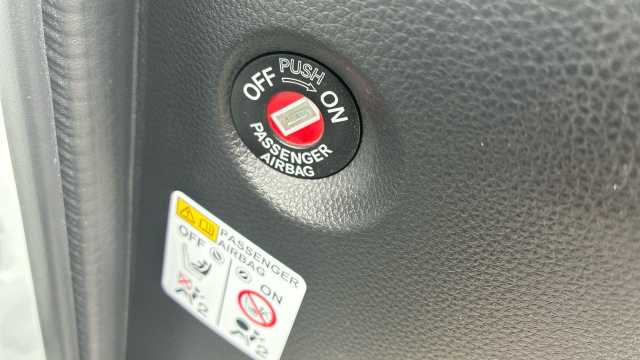 PUSH
OFF ON
PASSENGER
AIRBAG
PASSENGER
AIRBAG
OFF
ON